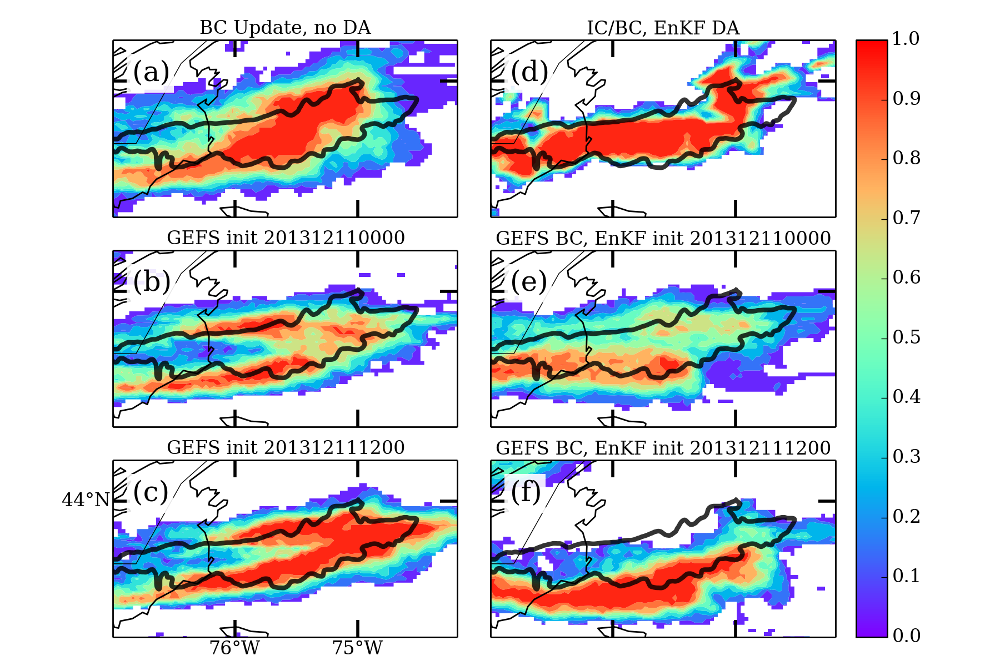 BC Update, no DA
IC/BC, EnKF DA
(a)
(d)
GEFS init 201312110000
GEFS BC, EnKF init 201312110000
(b)
(e)
GEFS init 201312111200
GEFS BC, EnKF init 201312111200
(c)
(f)
44°N
76°W
75°W
1.0
0.9
0.8
0.7
0.6
0.5
0.4
0.3
0.2
0.1
0.0